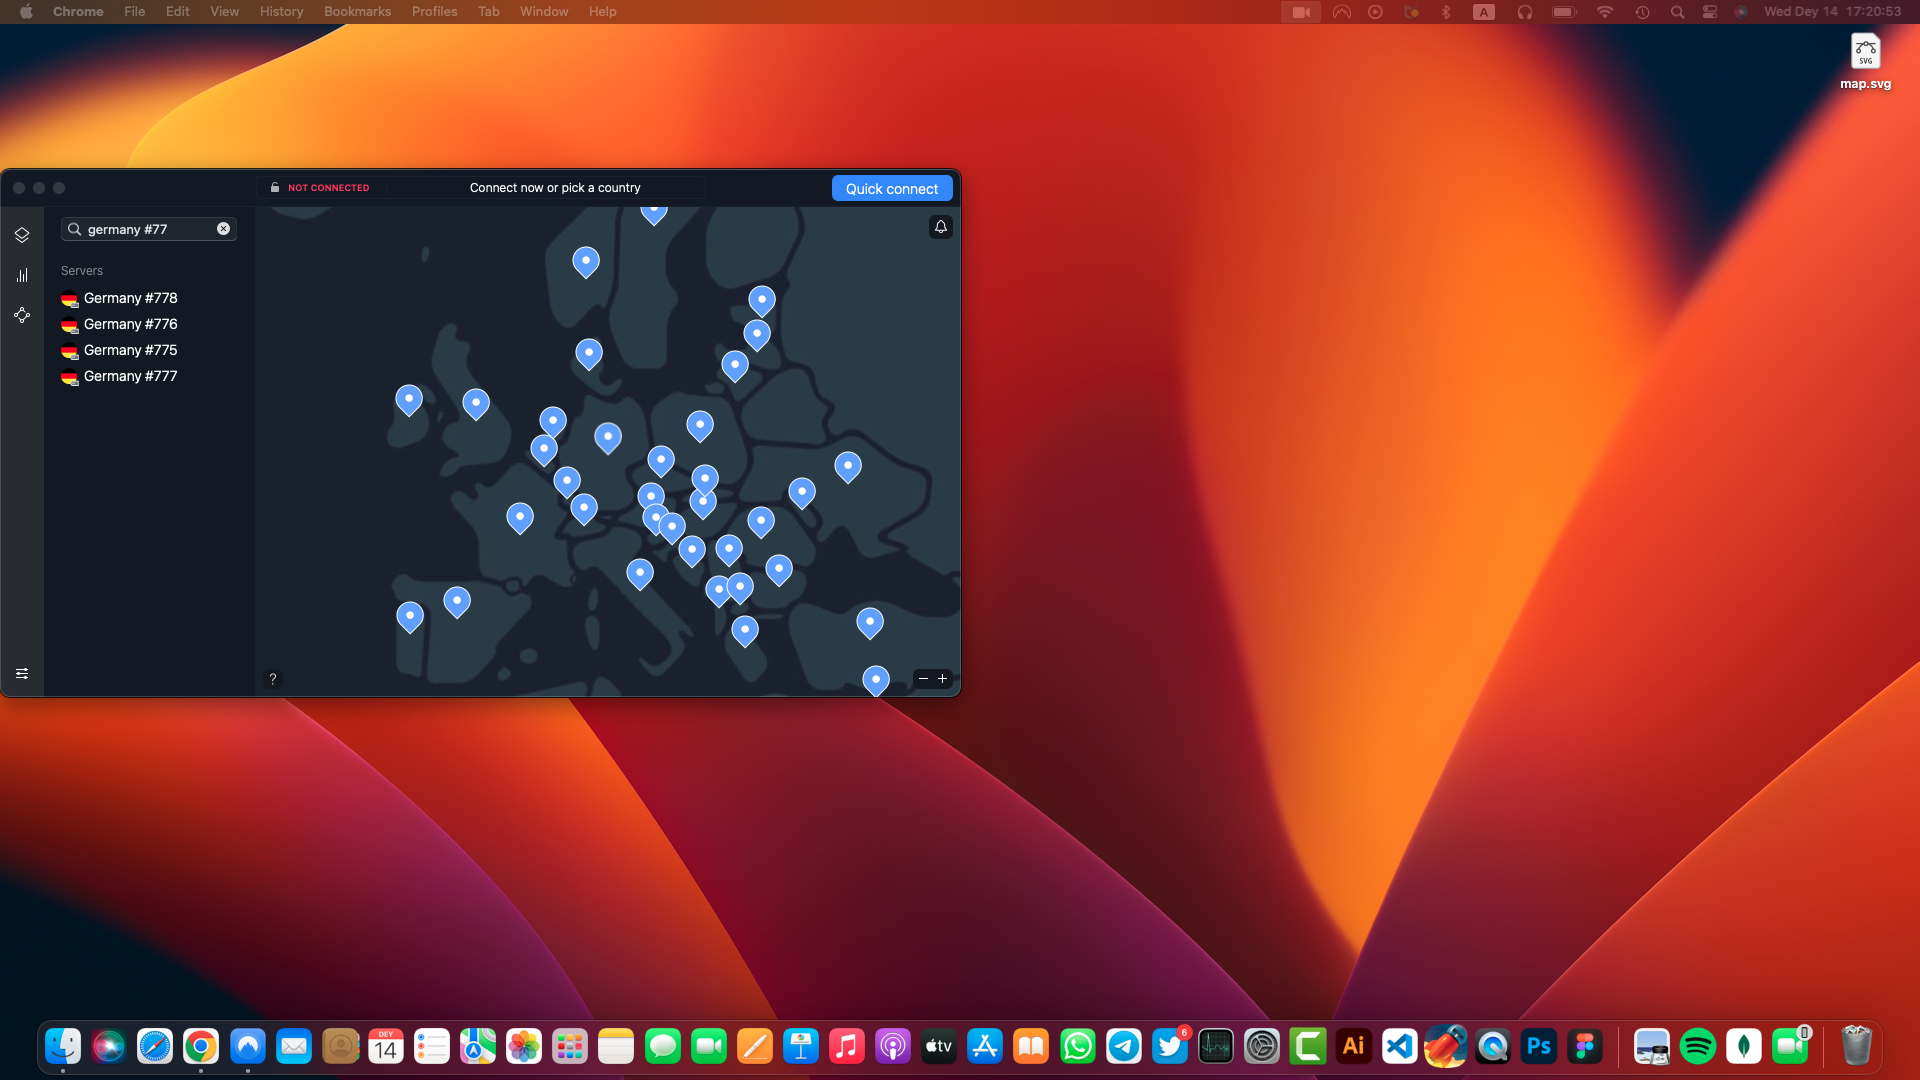 Chrome File Edit View History Bookmarks Profiles Tab Window Help
A
Wed Dey 14 17:20:53
SVG
map.svg
NOT CONNECTED
Connect now or pick a country
Quick connect
germany #77
Servers
Germany #778
Germany #776
Germany #775
Germany #777
?
− +
DEY
14
tv
6
Ai
Ps